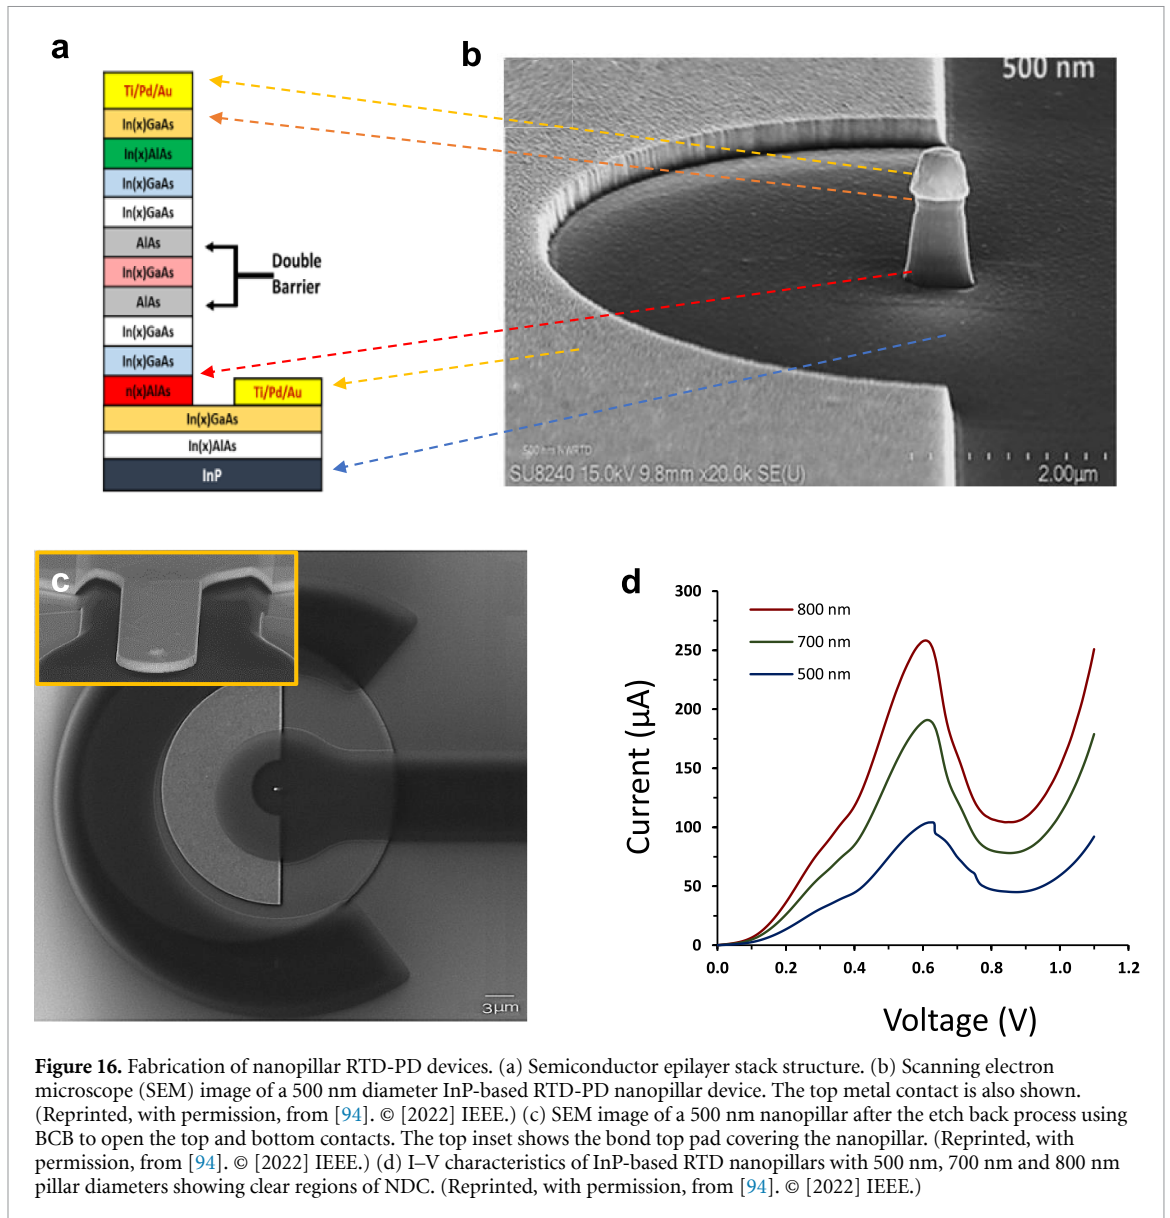 a
Ti/Pd/Au
In(x)GaAs
In(x)AlAs
In(x)GaAs
In(x)GaAs
AlAs
In(x)GaAs
AlAs
In(x)GaAs
In(x)GaAs
n(x)AlAs
Ti/Pd/Au
In(x)GaAs
In(x)AlAs
InP
Double
Barrier
b
500 nm
500 nm NWRTD
SU8240 15.0kV 9.8mm x20.0k SE(U)
2.00µm
c
3µm
d
300
250
200
150
100
50
0
0.0 0.2 0.4 0.6 0.8 1.0 1.2
800 nm
700 nm
500 nm
Current (µA)
Voltage (V)
Figure 16. Fabrication of nanopillar RTD-PD devices. (a) Semiconductor epilayer stack structure. (b) Scanning electron
microscope (SEM) image of a 500 nm diameter InP-based RTD-PD nanopillar device. The top metal contact is also shown.
(Reprinted, with permission, from [94]. © [2022] IEEE.) (c) SEM image of a 500 nm nanopillar after the etch back process using
BCB to open the top and bottom contacts. The top inset shows the bond top pad covering the nanopillar. (Reprinted, with
permission, from [94]. © [2022] IEEE.) (d) I–V characteristics of InP-based RTD nanopillars with 500 nm, 700 nm and 800 nm
pillar diameters showing clear regions of NDC. (Reprinted, with permission, from [94]. © [2022] IEEE.)